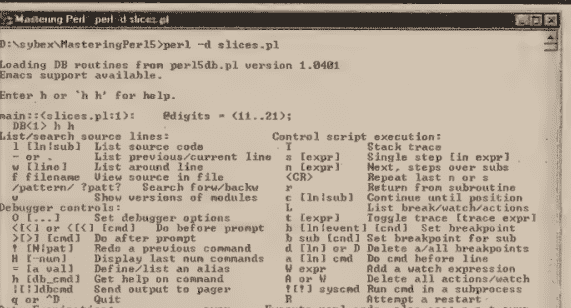 Mastering Perl - perl -d slices.pl
D:\sybex\MasteringPerl5>perl -d slices.pl
Loading DB routines from perl5db.pl version 1.0401
Emacs support available.
Enter h or `h h' for help.
main::(slices.pl:1):    @digits = (11..21);
DB<1> h h
List/search source lines:               Control script execution:
l [ln|sub]  List source code            T           Stack trace
- or .      List previous/current line  s [expr]    Single step [in expr]
w [line]    List around line            n [expr]    Next, steps over subs
f filename  View source in file         <CR>        Repeat last n or s
/pattern/ ?patt?   Search forw/backw    r           Return from subroutine
v           Show versions of modules    c [ln|sub]  Continue until position
Debugger controls:                      L           List break/watch/actions
O [...]     Set debugger options        t [expr]    Toggle trace [trace expr]
<[<] or {[{] [cmd]   Do before prompt   b [ln|event] [cnd]  Set breakpoint
>[>] [cmd]  Do after prompt             b sub [cnd] Set breakpoint for sub
! [N|pat]   Redo a previous command     d [ln] or D Delete a/all breakpoints
H [-num]    Display last num commands   a [ln] cmd  Do cmd before line
= [a val]   Define/list an alias        W expr      Add a watch expression
h [db_cmd]  Get help on command         A or W      Delete all actions/watch
|[|]dbcmd   Send output to pager        ![!] syscmd Run cmd in a subprocess
q or ^D     Quit                        R           Attempt a restart